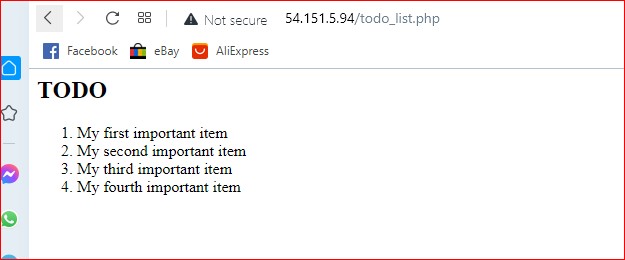 Not secure 54.151.5.94/todo_list.php
Facebook eBay AliExpress
TODO
1. My first important item
2. My second important item
3. My third important item
4. My fourth important item